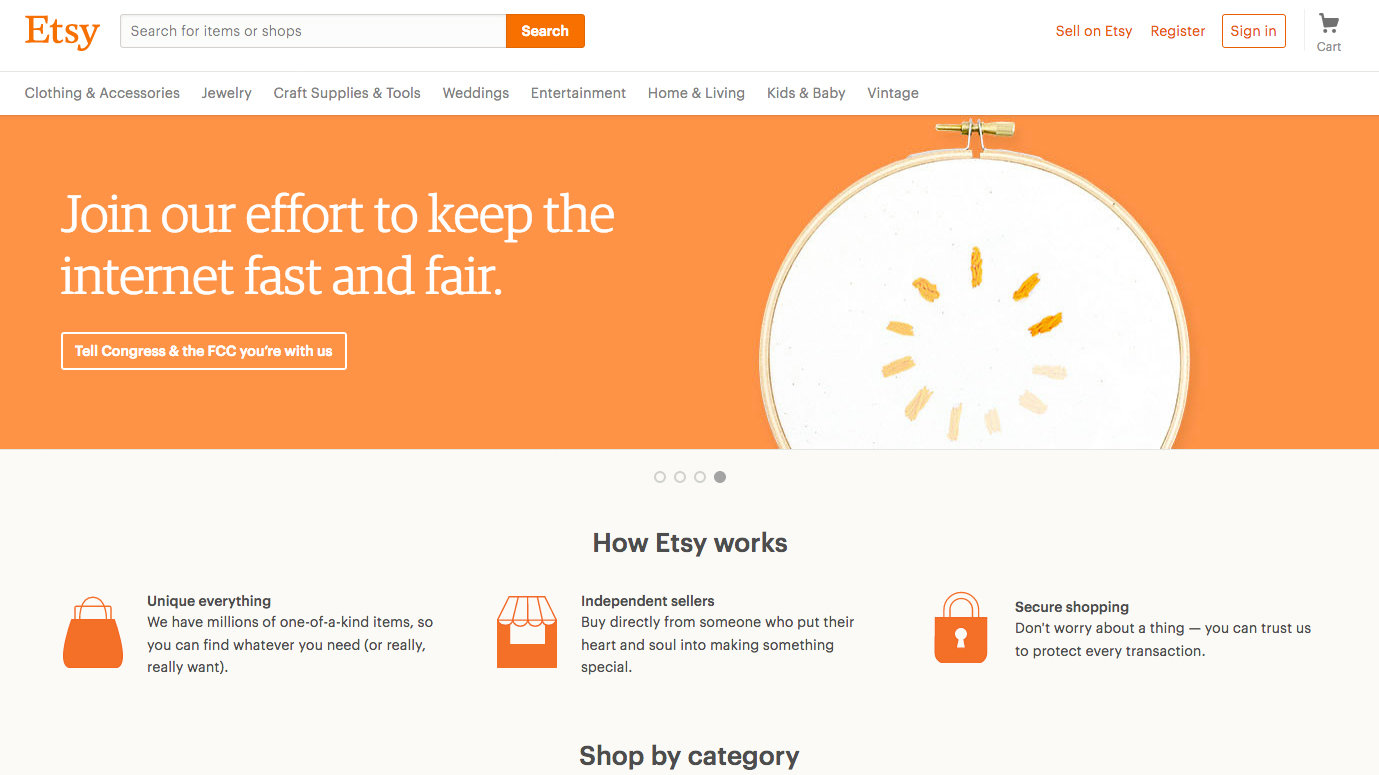 Etsy
Search for items or shops
Search
Sell on Etsy
Register
Sign in
Cart
Clothing & Accessories
Jewelry
Craft Supplies & Tools
Weddings
Entertainment
Home & Living
Kids & Baby
Vintage
Join our effort to keep the
internet fast and fair.
Tell Congress & the FCC you're with us
How Etsy works
Unique everything
We have millions of one-of-a-kind items, so
you can find whatever you need (or really,
really want).
Independent sellers
Buy directly from someone who put their
heart and soul into making something
special.
Secure shopping
Don't worry about a thing — you can trust us
to protect every transaction.
Shop by category